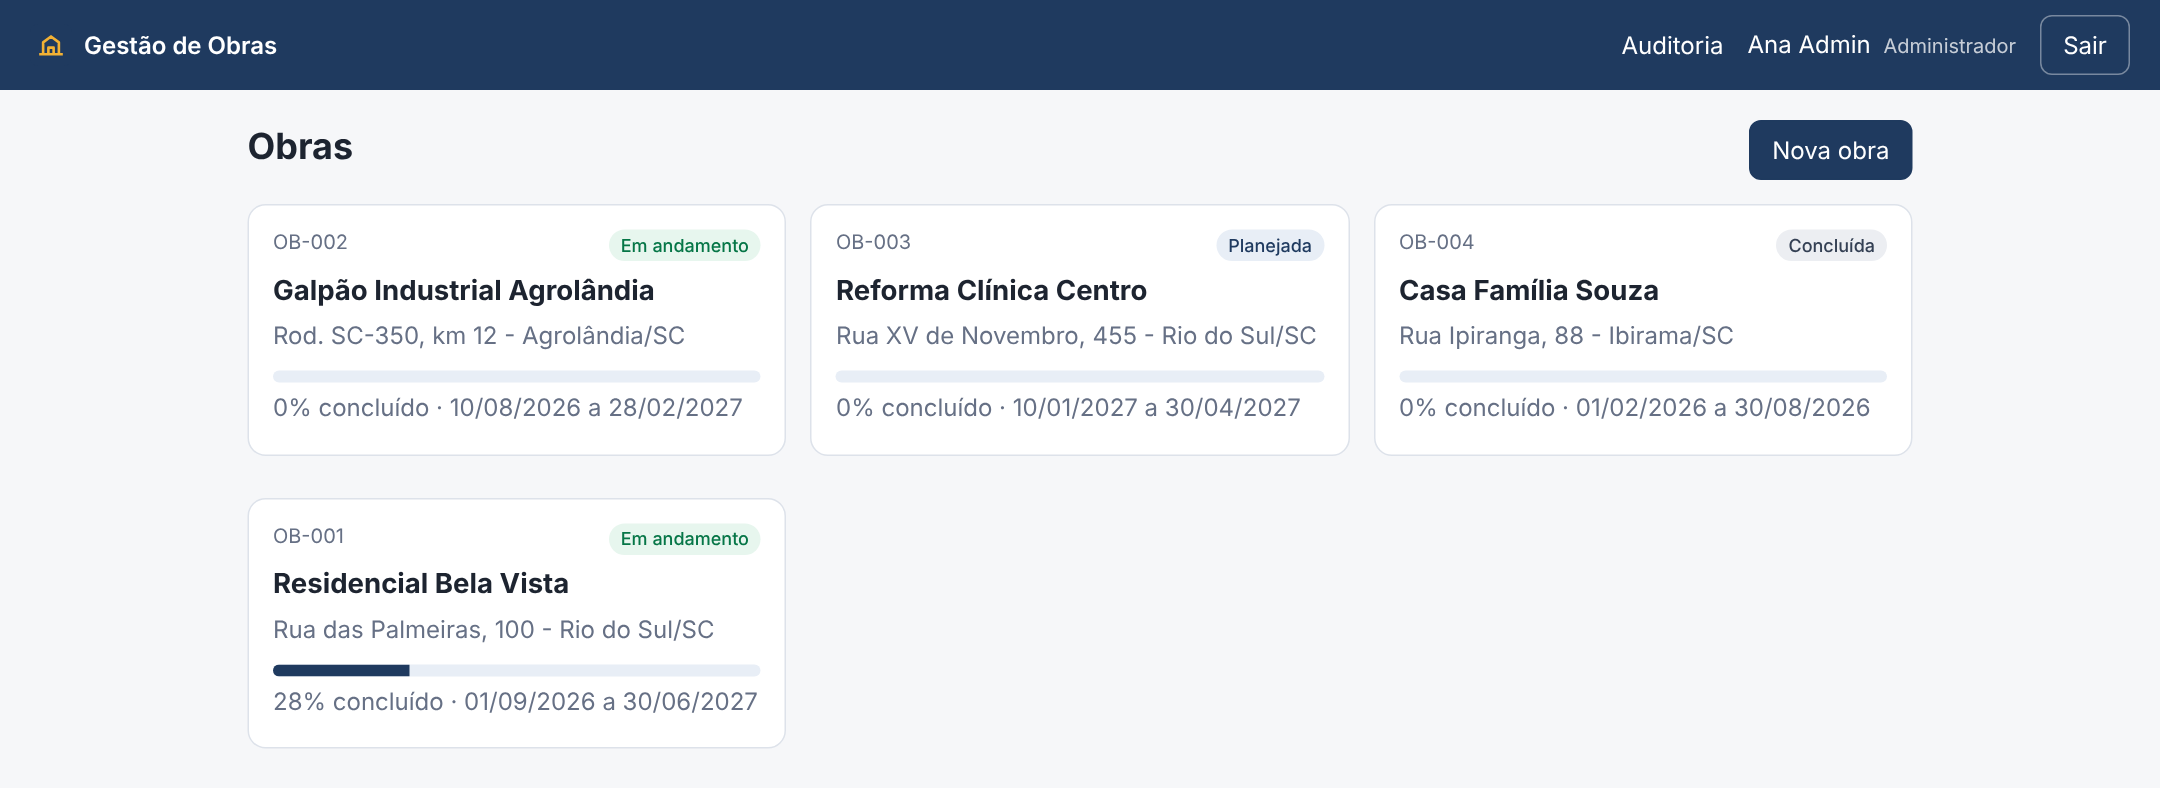 Gestão de Obras
Auditoria Ana Admin Administrador Sair
Obras
Nova obra
OB-002 Em andamento
Galpão Industrial Agrolândia
Rod. SC-350, km 12 - Agrolândia/SC
0% concluído · 10/08/2026 a 28/02/2027
OB-003 Planejada
Reforma Clínica Centro
Rua XV de Novembro, 455 - Rio do Sul/SC
0% concluído · 10/01/2027 a 30/04/2027
OB-004 Concluída
Casa Família Souza
Rua Ipiranga, 88 - Ibirama/SC
0% concluído · 01/02/2026 a 30/08/2026
OB-001 Em andamento
Residencial Bela Vista
Rua das Palmeiras, 100 - Rio do Sul/SC
28% concluído · 01/09/2026 a 30/06/2027